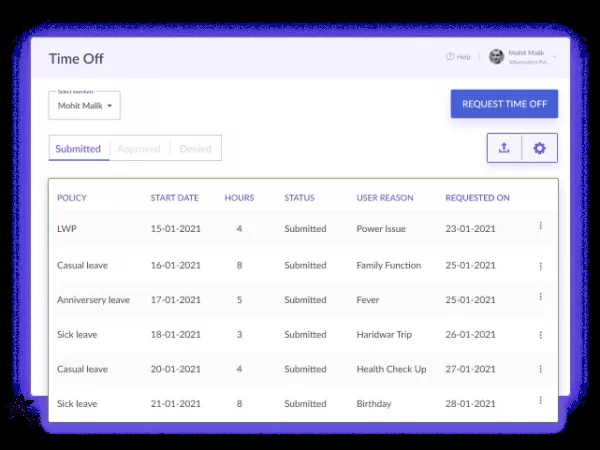 Time Off
Help
Mohit Malik
Select members
Mohit Malik
REQUEST TIME OFF
Submitted Approved Denied
POLICY START DATE HOURS STATUS USER REASON REQUESTED ON
LWP 15-01-2021 4 Submitted Power Issue 23-01-2021
Casual leave 16-01-2021 8 Submitted Family Function 25-01-2021
Anniversery leave 17-01-2021 5 Submitted Fever 25-01-2021
Sick leave 18-01-2021 3 Submitted Haridwar Trip 26-01-2021
Casual leave 20-01-2021 4 Submitted Health Check Up 27-01-2021
Sick leave 21-01-2021 8 Submitted Birthday 28-01-2021